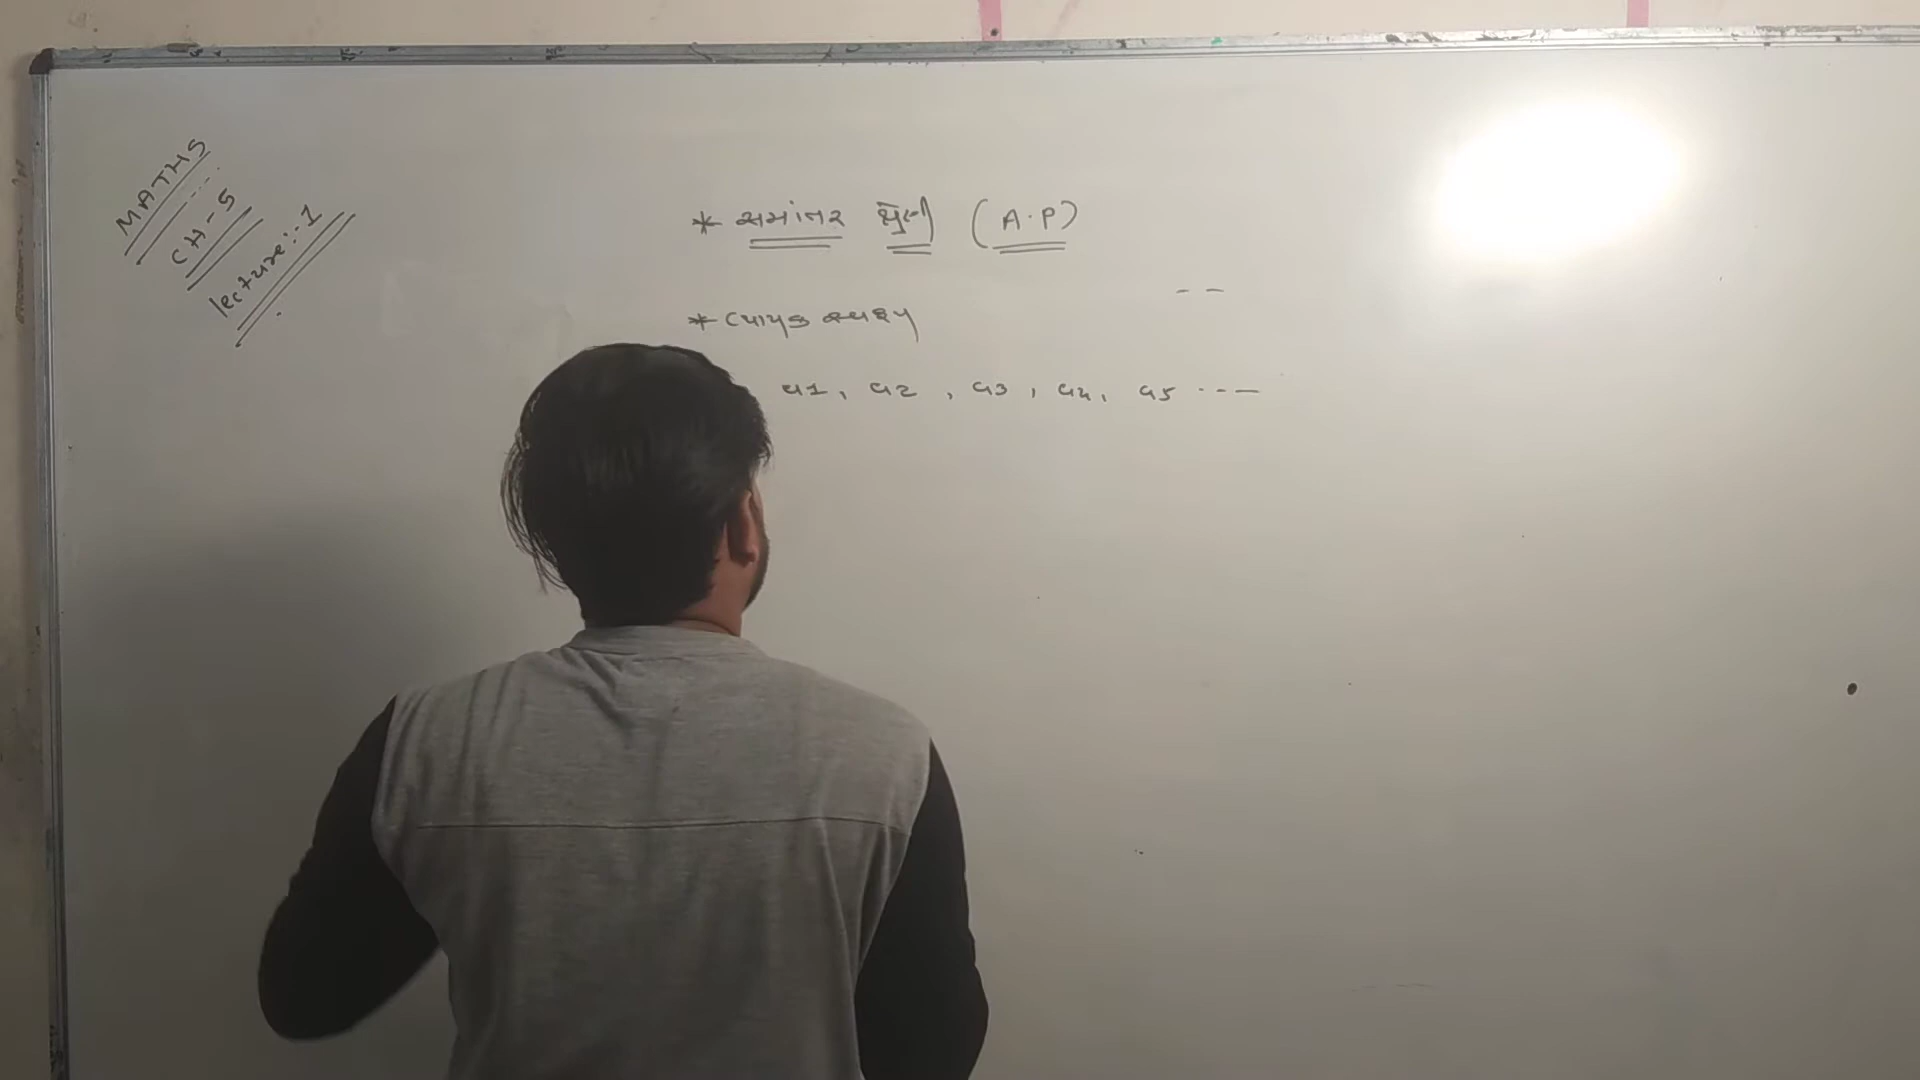 MATHS
CH-5
lecture:-1
* સમાંતર શ્રેણી (A.P)
* વ્યાપક સ્વરૂપ
a1, a2, a3, a4, a5 ---